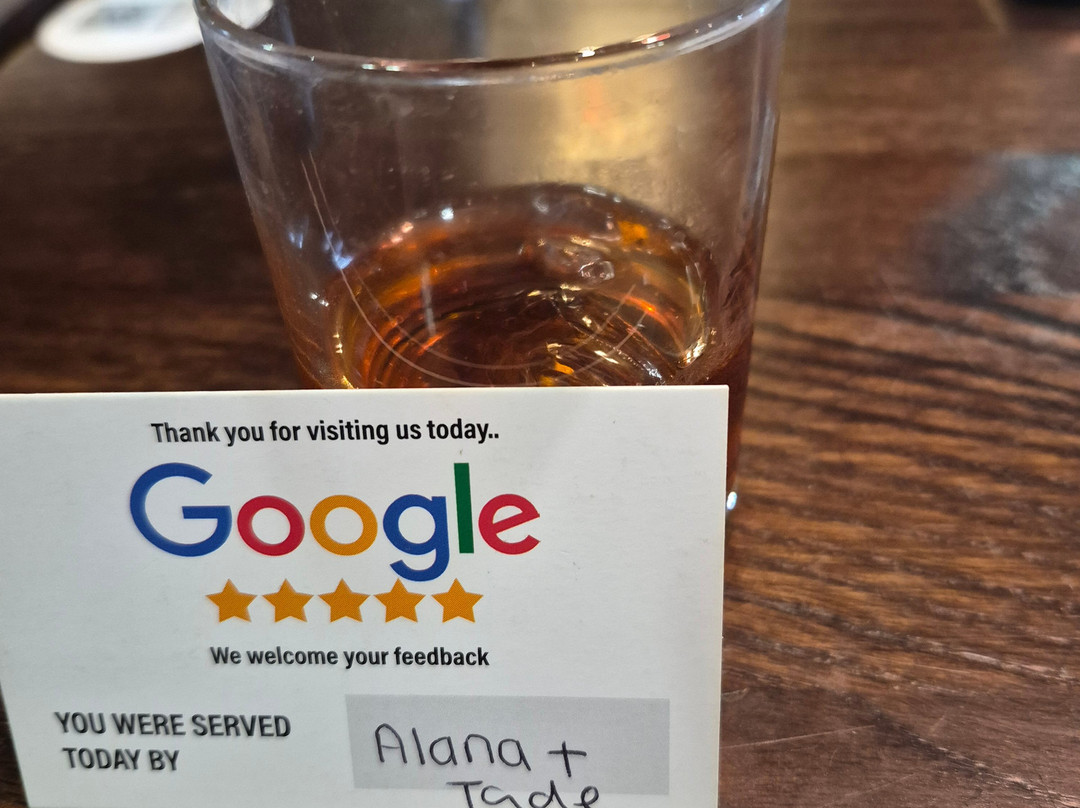 Thank you for visiting us today..
Google
We welcome your feedback
YOU WERE SERVED
TODAY BY
Alana +